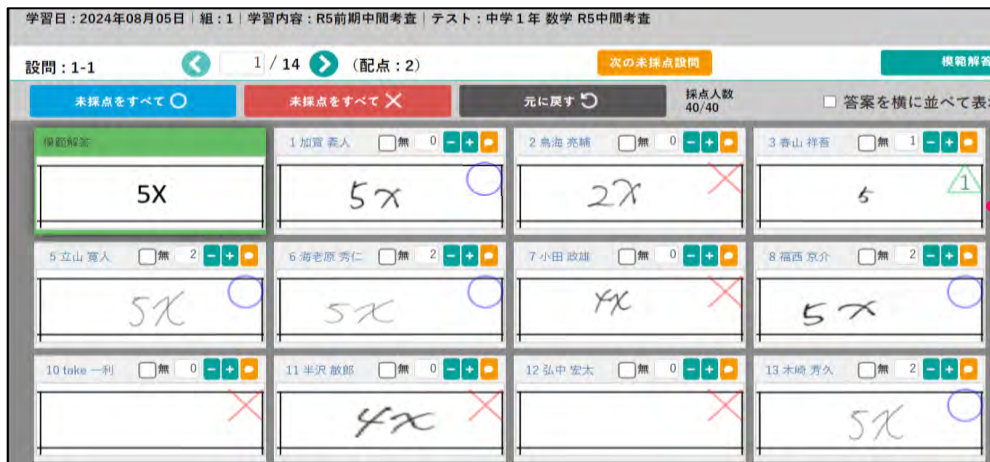 学習日：2024年08月05日｜組：1｜学習内容：R5前期中間考査｜テスト：中学１年 数学 R5中間考査
設問：1-1 1 / 14 （配点：2） 次の未採点設問 模範解答
未採点をすべて〇 未採点をすべて✕ 元に戻す 採点人数 40/40 答案を横に並べて表
模範解答 1 加賀 義人 無 0 - + 2 鳥海 亮輔 無 0 - + 3 春山 祥吾 無 1 - +
5X 5x 2x 5 1
5 立山 寛人 無 2 - + 6 海老原 秀仁 無 2 - + 7 小田 政雄 無 0 - + 8 福西 京介 無 2 - +
5x 5x 4x 5x
10 take 一利 無 0 - + 11 半沢 敏郎 無 0 - + 12 弘中 宏太 無 0 - + 13 木崎 芳久 無 2 - +
4x 5x